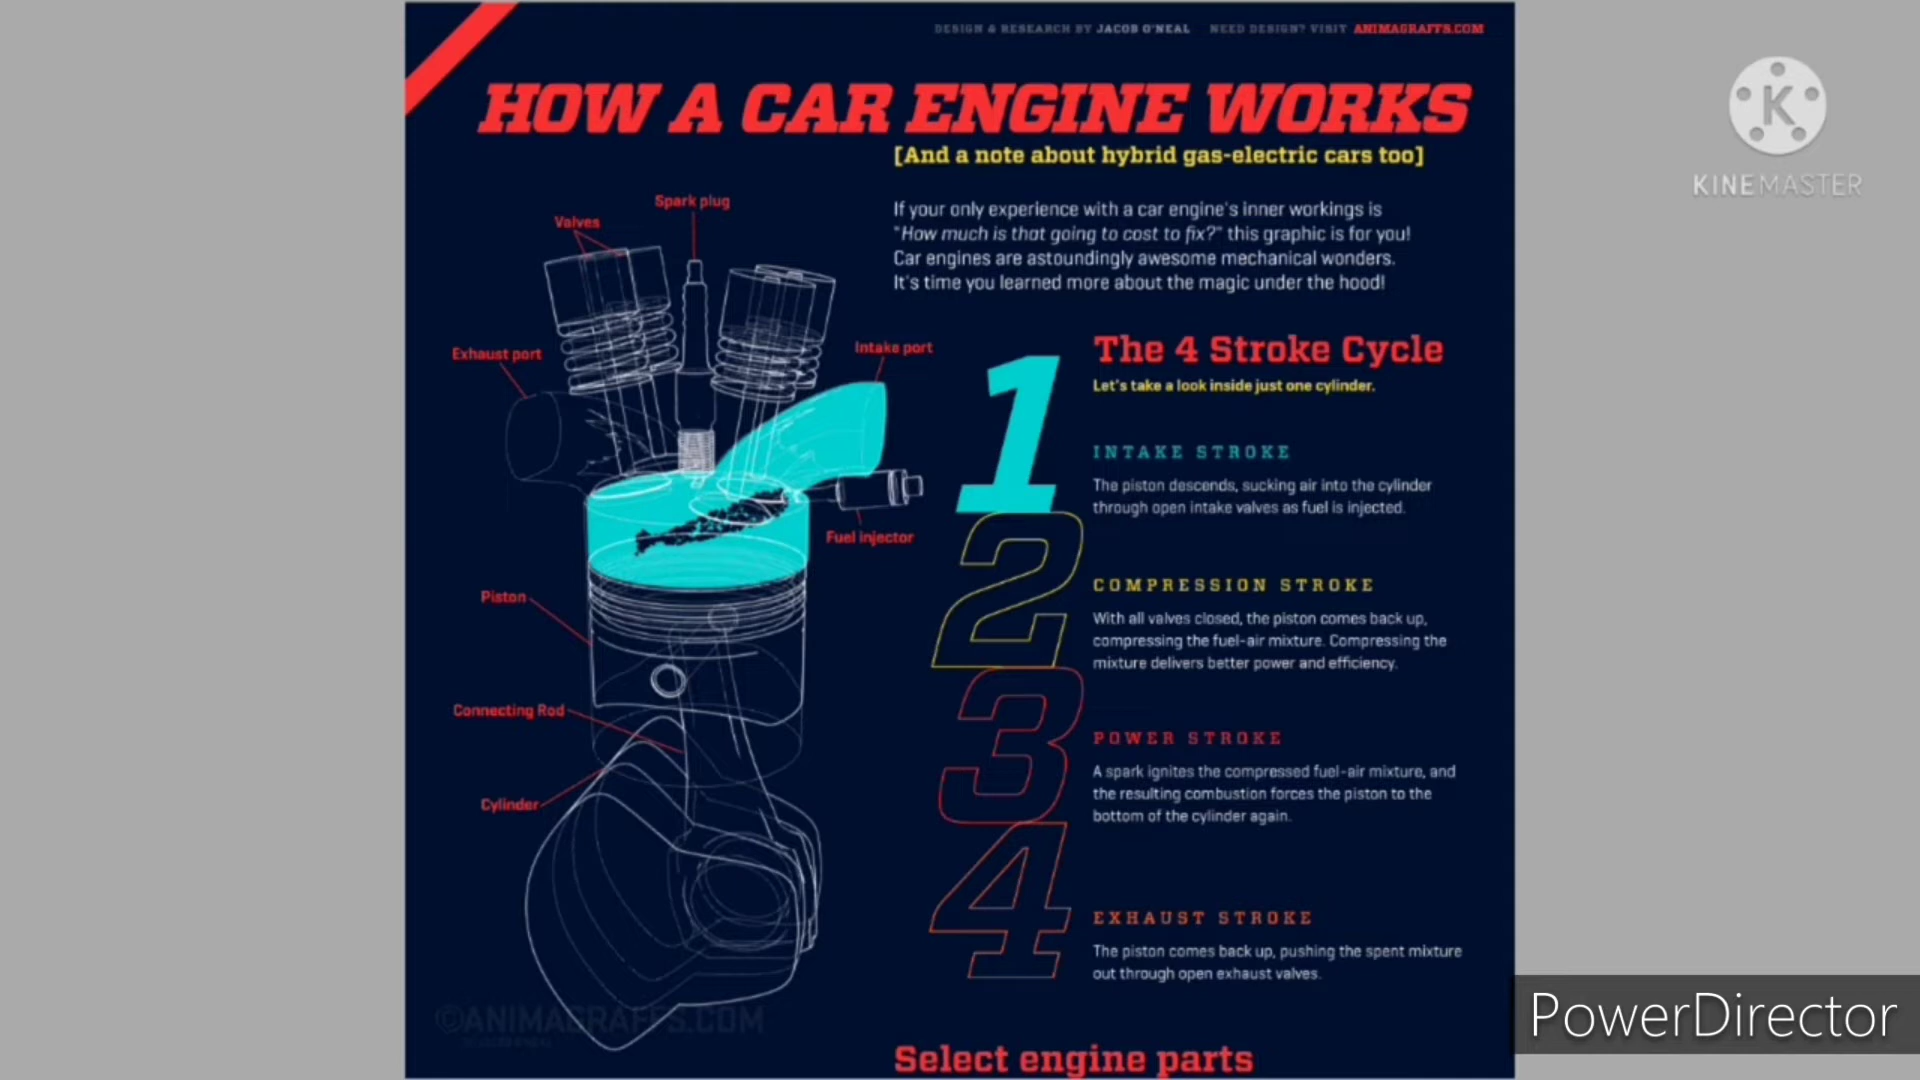 DESIGN & RESEARCH BY JACOB O'NEAL NEED DESIGN? VISIT ANIMAGRAFFS.COM
HOW A CAR ENGINE WORKS
[And a note about hybrid gas-electric cars too]
KINEMASTER
If your only experience with a car engine's inner workings is
"How much is that going to cost to fix?" this graphic is for you!
Car engines are astoundingly awesome mechanical wonders.
It's time you learned more about the magic under the hood!
Spark plug
Valves
Exhaust port
Intake port
Fuel injector
Piston
Connecting Rod
Cylinder
The 4 Stroke Cycle
Let's take a look inside just one cylinder.
1
INTAKE STROKE
The piston descends, sucking air into the cylinder
through open intake valves as fuel is injected.
2
COMPRESSION STROKE
With all valves closed, the piston comes back up,
compressing the fuel-air mixture. Compressing the
mixture delivers better power and efficiency.
3
POWER STROKE
A spark ignites the compressed fuel-air mixture, and
the resulting combustion forces the piston to the
bottom of the cylinder again.
4
EXHAUST STROKE
The piston comes back up, pushing the spent mixture
out through open exhaust valves.
©ANIMAGRAFFS.COM
Select engine parts
PowerDirector